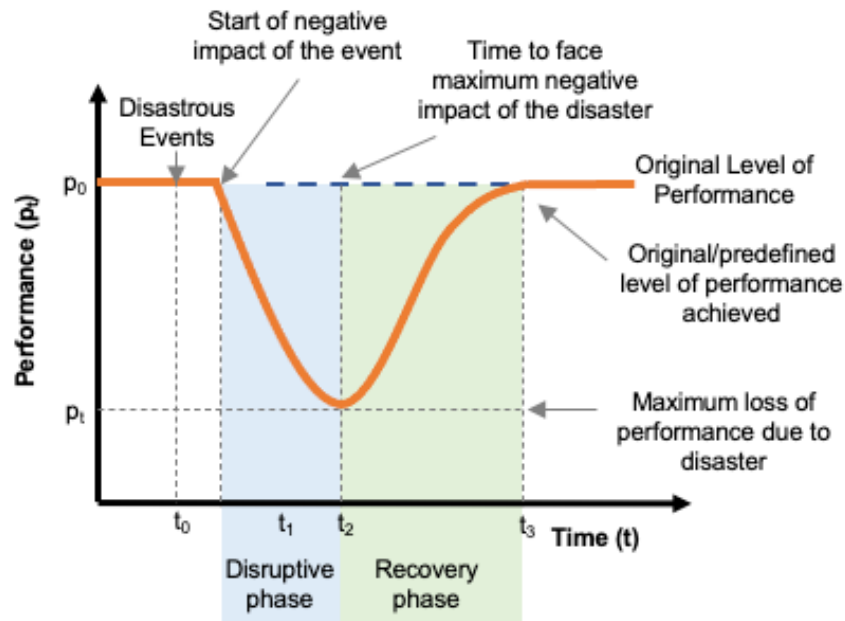 Start of negative
impact of the event
Time to face
maximum negative
impact of the disaster
Disastrous
Events
p₀
Original Level of
Performance
Original/predefined
level of performance
achieved
Performance (pₜ)
pₜ
Maximum loss of
performance due to
disaster
t₀
t₁
t₂
t₃
Time (t)
Disruptive
phase
Recovery
phase